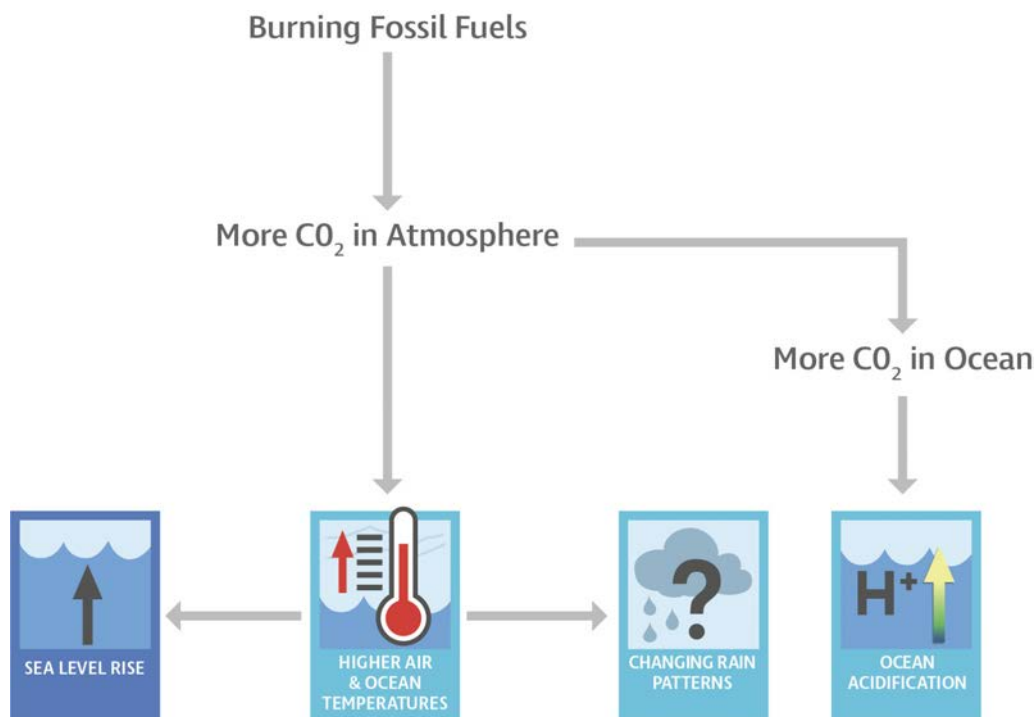 Burning Fossil Fuels
More C0₂ in Atmosphere
More C0₂ in Ocean
SEA LEVEL RISE
HIGHER AIR
& OCEAN
TEMPERATURES
?
CHANGING RAIN
PATTERNS
H⁺
OCEAN
ACIDIFICATION